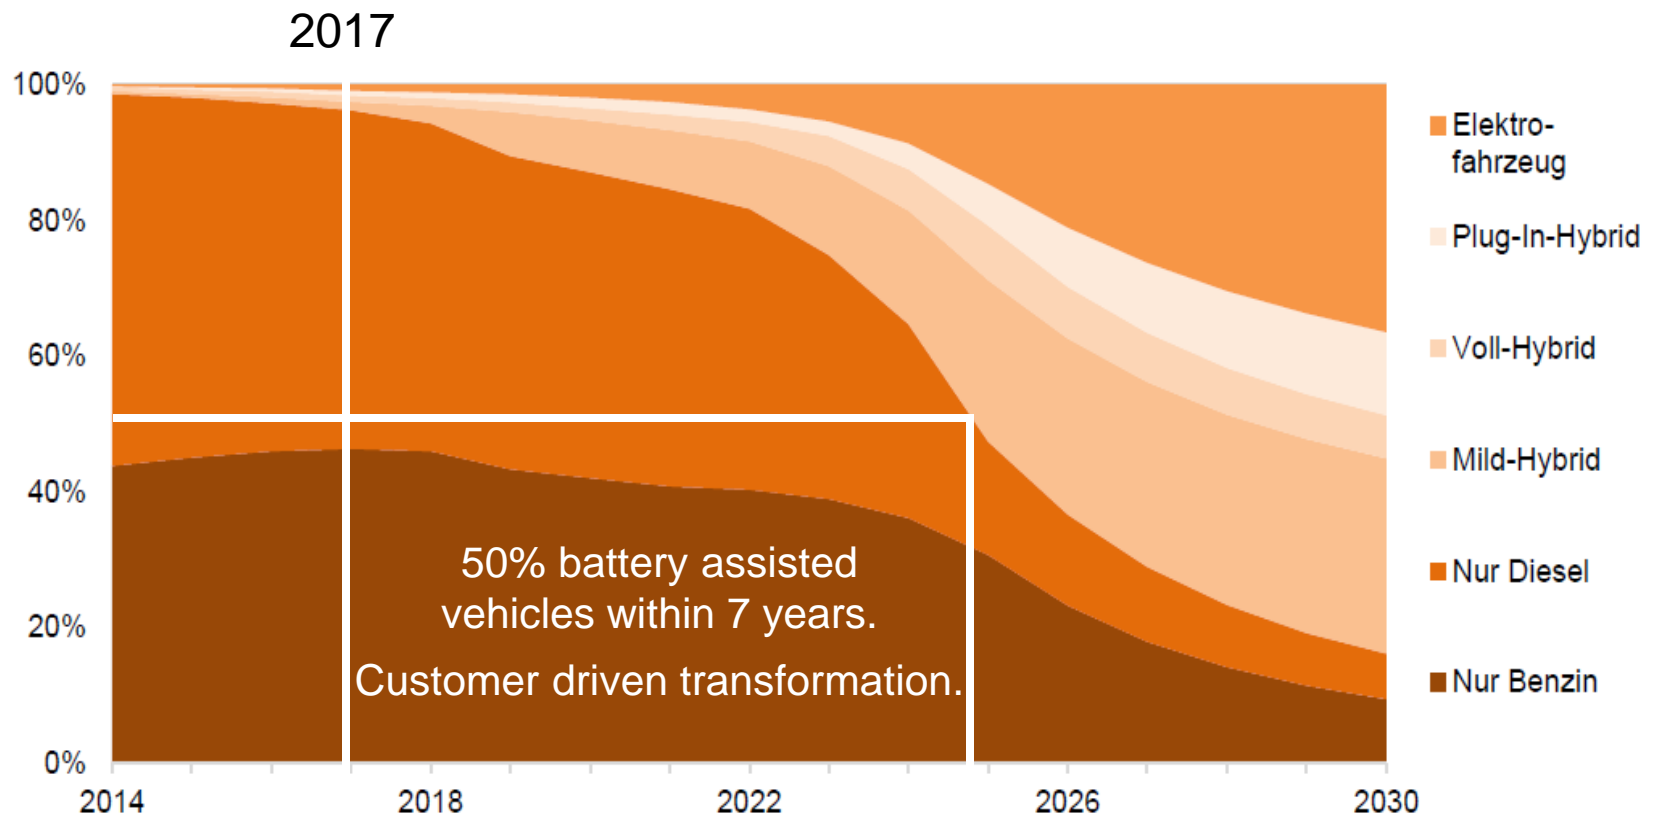 2017
100%
80%
60%
40%
20%
0%
50% battery assisted
vehicles within 7 years.
Customer driven transformation.
2014
2018
2022
2026
2030
Elektro-
fahrzeug
Plug-In-Hybrid
Voll-Hybrid
Mild-Hybrid
Nur Diesel
Nur Benzin